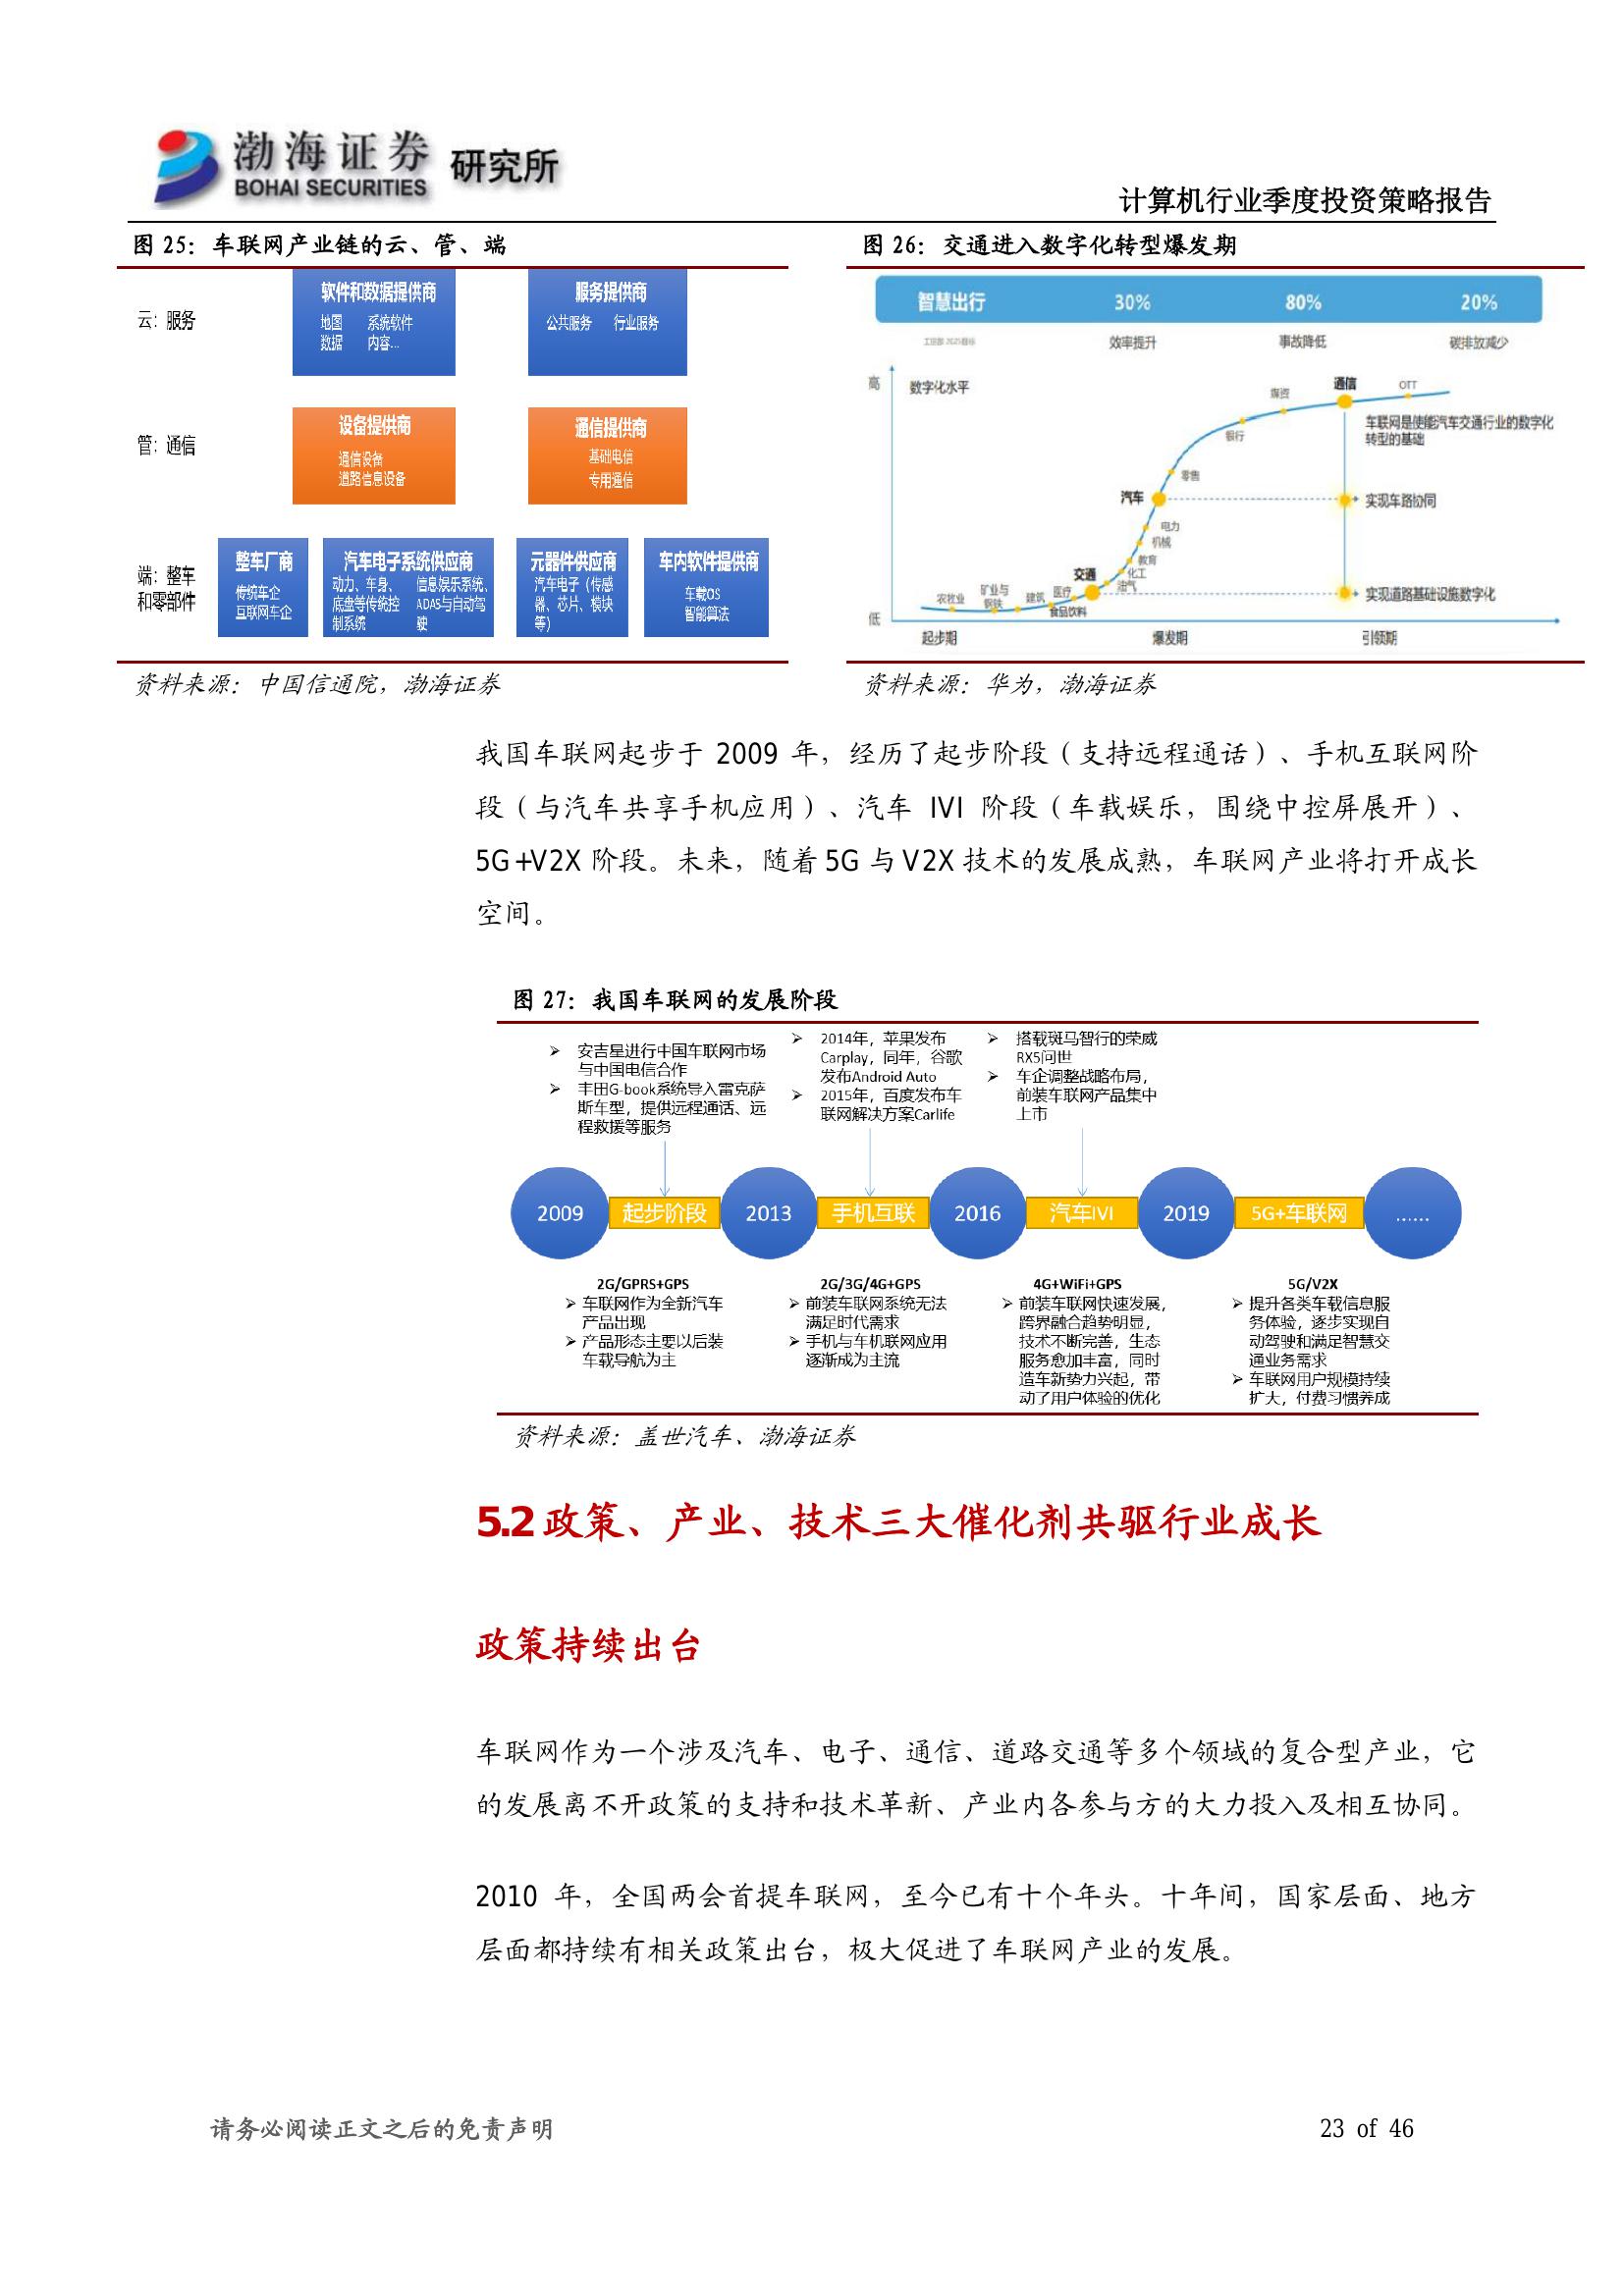 渤海证券 研究所
BOHAI SECURITIES
计算机行业季度投资策略报告
图 25：车联网产业链的云、管、端
云：服务
软件和数据提供商
地图 系统软件
数据 内容...
服务提供商
公共服务 行业服务
管：通信
设备提供商
通信设备
道路信息设备
通信提供商
基础电信
专用通信
端：整车
和零部件
整车厂商
传统车企
互联网车企
汽车电子系统供应商
动力、车身、
底盘等传统控
制系统
信息娱乐系统、
ADAS与自动驾
驶
元器件供应商
汽车电子（传感
器、芯片、模块
等）
车内软件提供商
车载OS
智能算法
资料来源：中国信通院，渤海证券
图 26：交通进入数字化转型爆发期
智慧出行 30% 80% 20%
效率提升 事故降低 碳排放减少
高
数字化水平
媒资
通信
OTT
银行
车联网是使能汽车交通行业的数字化
转型的基础
零售
汽车
实现车路协同
电力
机械
教育
化工
油气
交通
医疗
食品饮料
建筑
矿业与
钢铁
农牧业
实现道路基础设施数字化
低
起步期 爆发期 引领期
资料来源：华为，渤海证券
我国车联网起步于 2009 年，经历了起步阶段（支持远程通话）、手机互联网阶
段（与汽车共享手机应用）、汽车 IVI 阶段（车载娱乐，围绕中控屏展开）、
5G+V2X 阶段。未来，随着 5G 与 V2X 技术的发展成熟，车联网产业将打开成长
空间。
图 27：我国车联网的发展阶段
➢ 安吉星进行中国车联网市场
与中国电信合作
➢ 丰田G-book系统导入雷克萨
斯车型，提供远程通话、远
程救援等服务
➢ 2014年，苹果发布
Carplay，同年，谷歌
发布Android Auto
➢ 2015年，百度发布车
联网解决方案Carlife
➢ 搭载斑马智行的荣威
RX5问世
➢ 车企调整战略布局，
前装车联网产品集中
上市
2009 起步阶段 2013 手机互联 2016 汽车IVI 2019 5G+车联网 ......
2G/GPRS+GPS
➢ 车联网作为全新汽车
产品出现
➢ 产品形态主要以后装
车载导航为主
2G/3G/4G+GPS
➢ 前装车联网系统无法
满足时代需求
➢ 手机与车机联网应用
逐渐成为主流
4G+WiFi+GPS
➢ 前装车联网快速发展，
跨界融合趋势明显，
技术不断完善，生态
服务愈加丰富，同时
造车新势力兴起，带
动了用户体验的优化
5G/V2X
➢ 提升各类车载信息服
务体验，逐步实现自
动驾驶和满足智慧交
通业务需求
➢ 车联网用户规模持续
扩大，付费习惯养成
资料来源：盖世汽车、渤海证券
5.2 政策、产业、技术三大催化剂共驱行业成长
政策持续出台
车联网作为一个涉及汽车、电子、通信、道路交通等多个领域的复合型产业，它
的发展离不开政策的支持和技术革新、产业内各参与方的大力投入及相互协同。
2010 年，全国两会首提车联网，至今已有十个年头。十年间，国家层面、地方
层面都持续有相关政策出台，极大促进了车联网产业的发展。
请务必阅读正文之后的免责声明
23 of 46